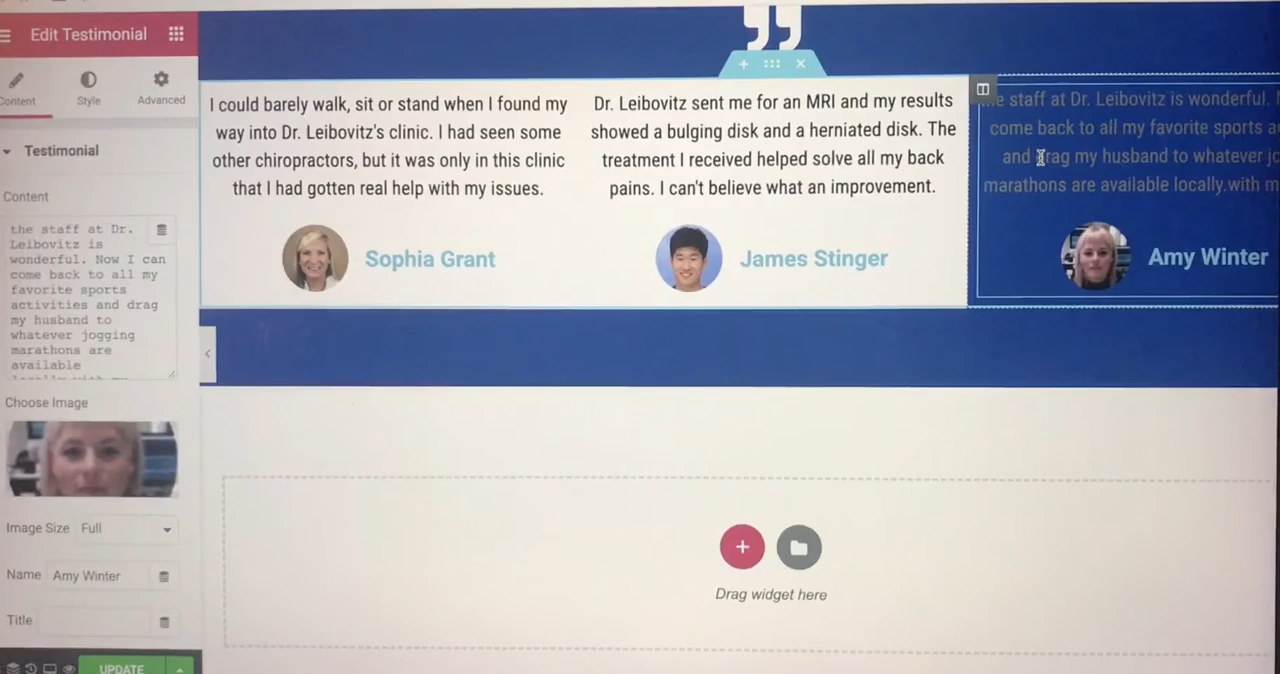 Edit Testimonial
Content
Style
Advanced
Testimonial
Content
the staff at Dr.
Leibovitz is
wonderful. Now I can
come back to all my
favorite sports
activities and drag
my husband to
whatever jogging
marathons are
available
Choose Image
Image Size
Full
Name
Amy Winter
Title
UPDATE
I could barely walk, sit or stand when I found my
way into Dr. Leibovitz's clinic. I had seen some
other chiropractors, but it was only in this clinic
that I had gotten real help with my issues.
Sophia Grant
Dr. Leibovitz sent me for an MRI and my results
showed a bulging disk and a herniated disk. The
treatment I received helped solve all my back
pains. I can't believe what an improvement.
James Stinger
staff at Dr. Leibovitz is wonderful.
come back to all my favorite sports
and drag my husband to whatever
marathons are available locally.with
Amy Winter
Drag widget here